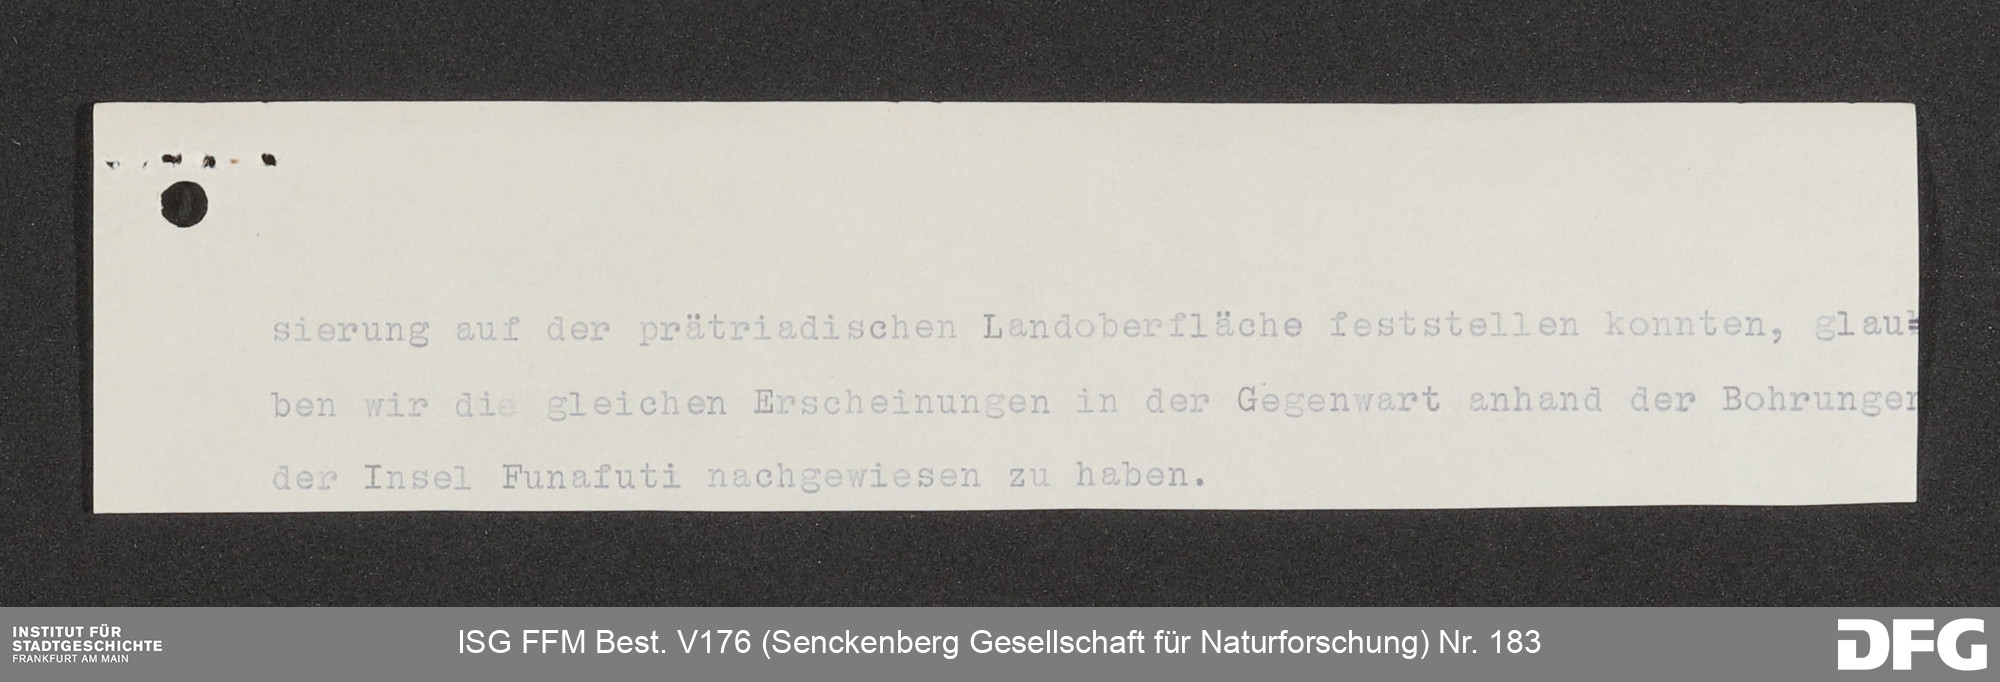 sierung auf der prätriadischen Landoberfläche feststellen konnten, glau=
ben wir die gleichen Erscheinungen in der Gegenwart anhand der Bohrungen
der Insel Funafuti nachgewiesen zu haben.
INSTITUT FÜR
STADTGESCHICHTE
FRANKFURT AM MAIN
ISG FFM Best. V176 (Senckenberg Gesellschaft für Naturforschung) Nr. 183
DFG